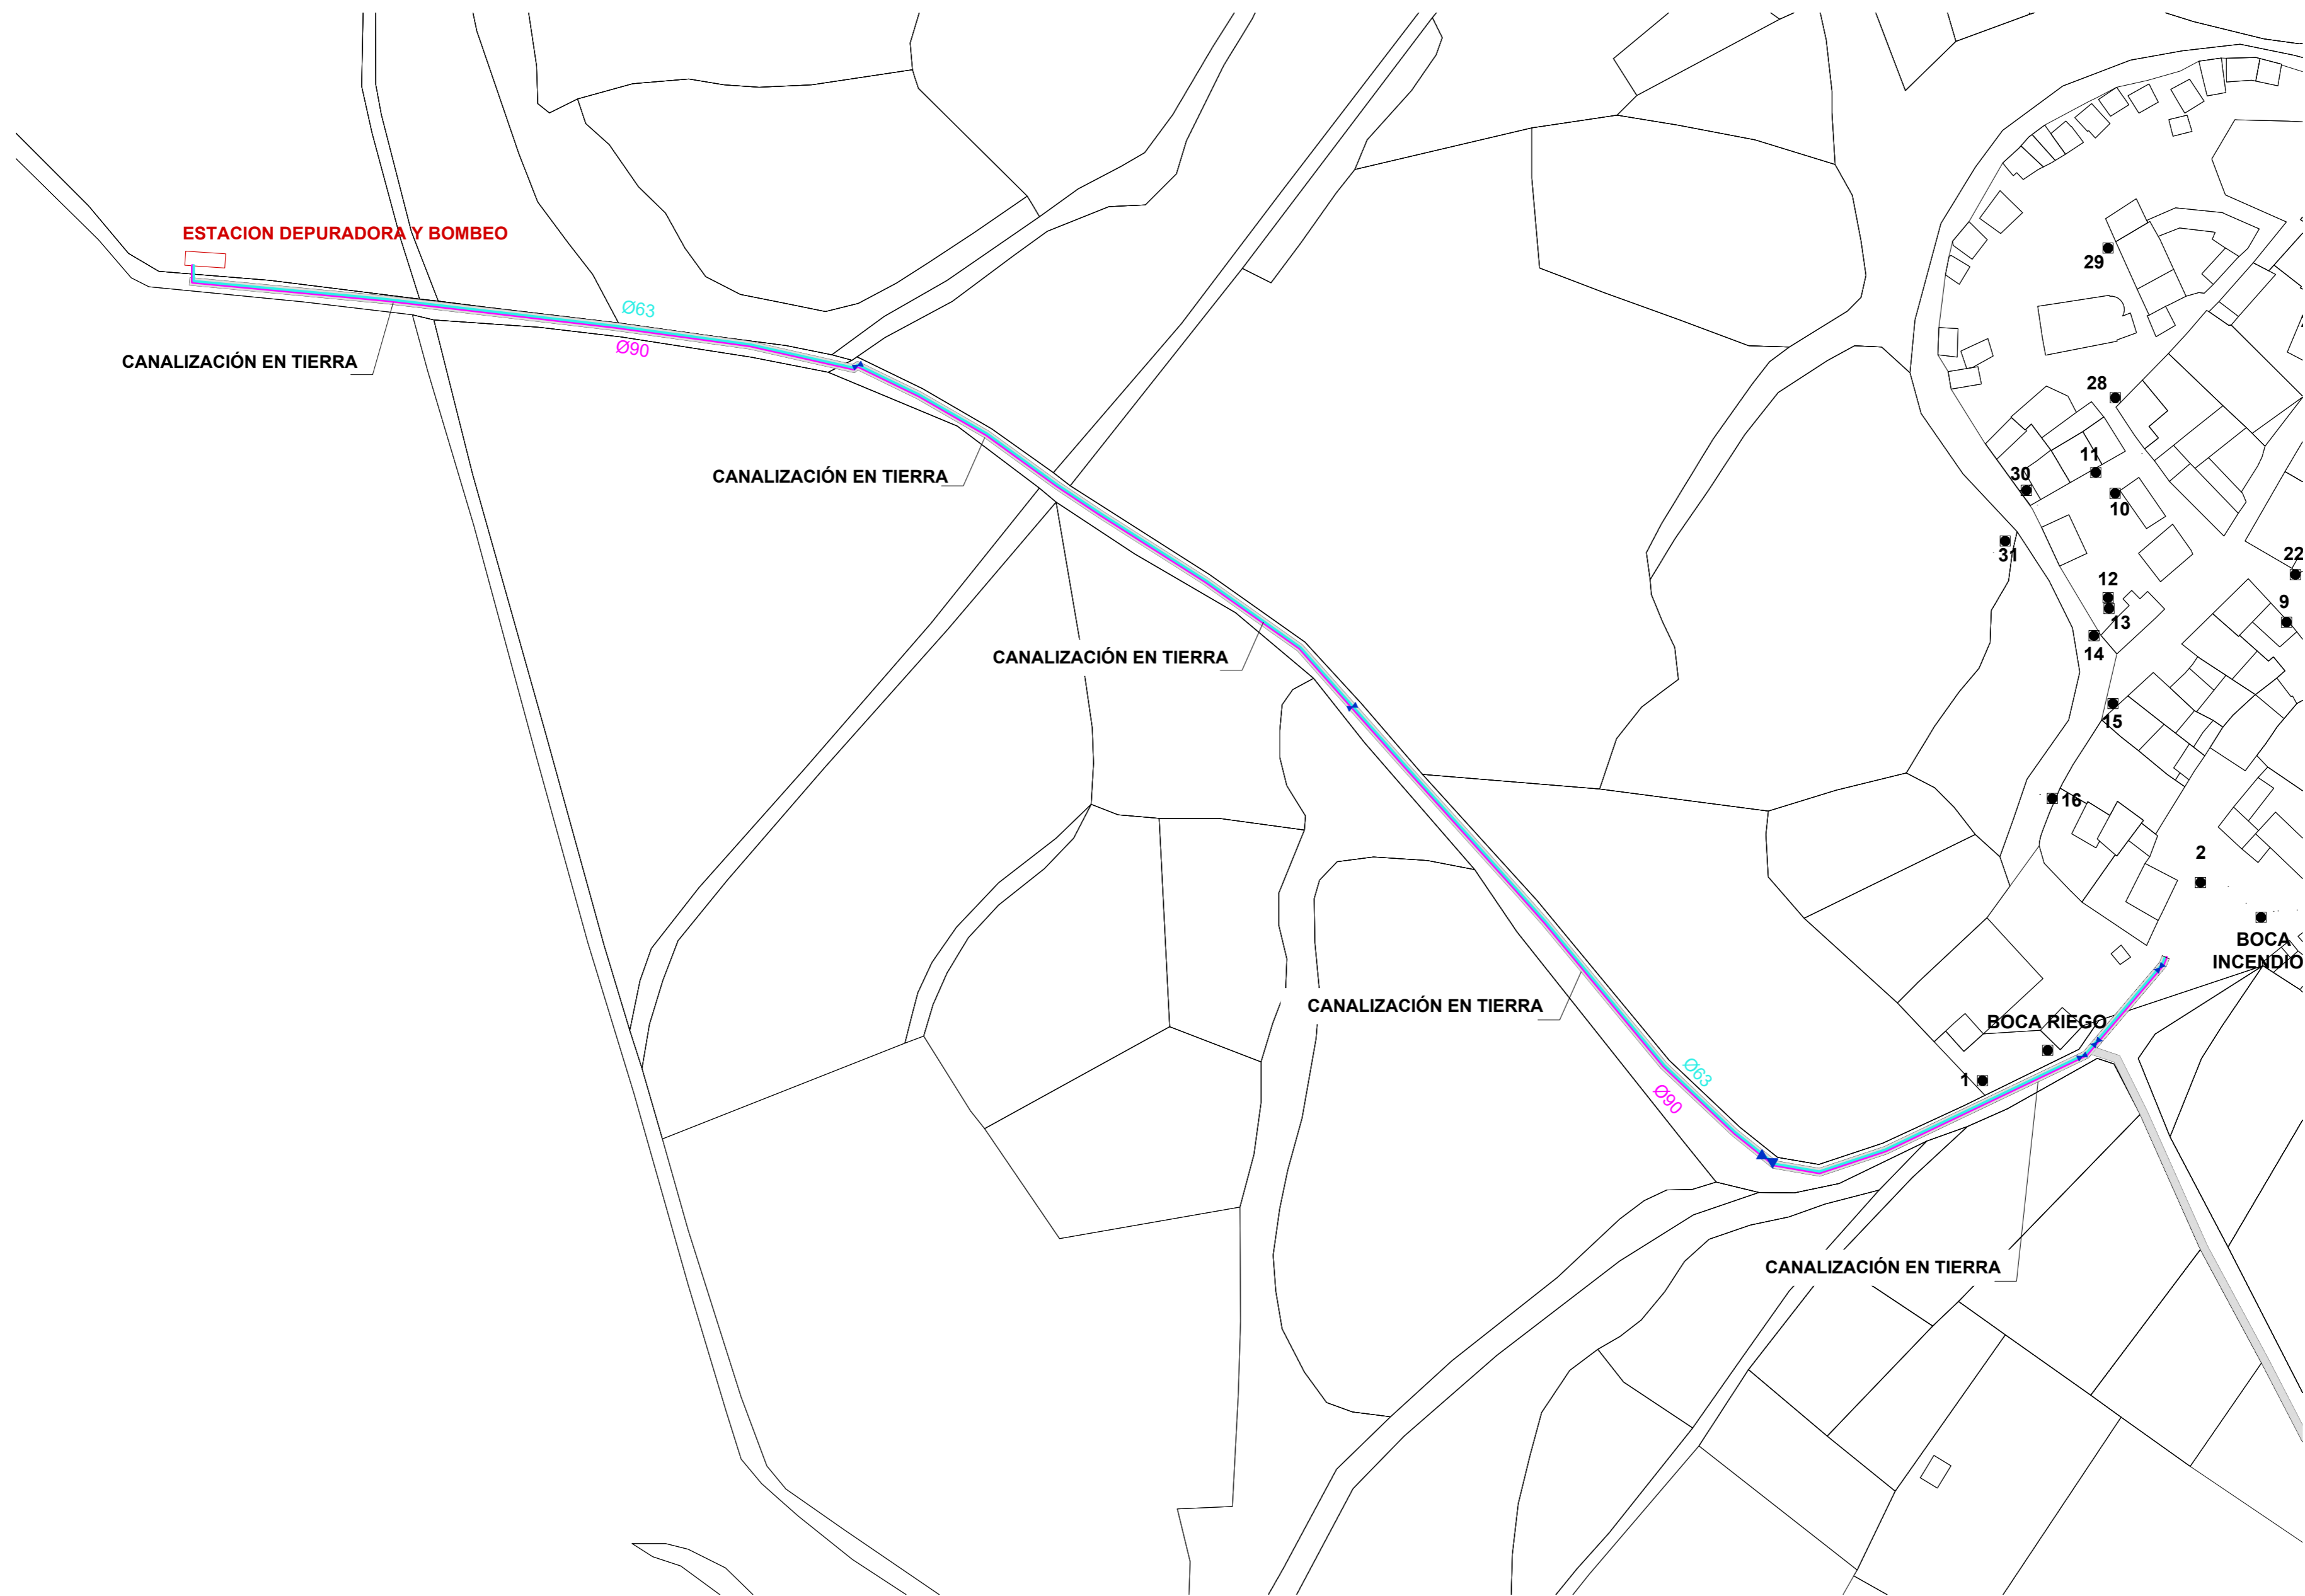 ESTACION DEPURADORA Y BOMBEO
29
Ø63
Ø90
CANALIZACIÓN EN TIERRA
28
11
30
CANALIZACIÓN EN TIERRA
10
31
22
12
9
13
14
CANALIZACIÓN EN TIERRA
15
16
2
BOCA
INCENDIO
CANALIZACIÓN EN TIERRA
BOCA RIEGO
Ø63
1
Ø90
CANALIZACIÓN EN TIERRA